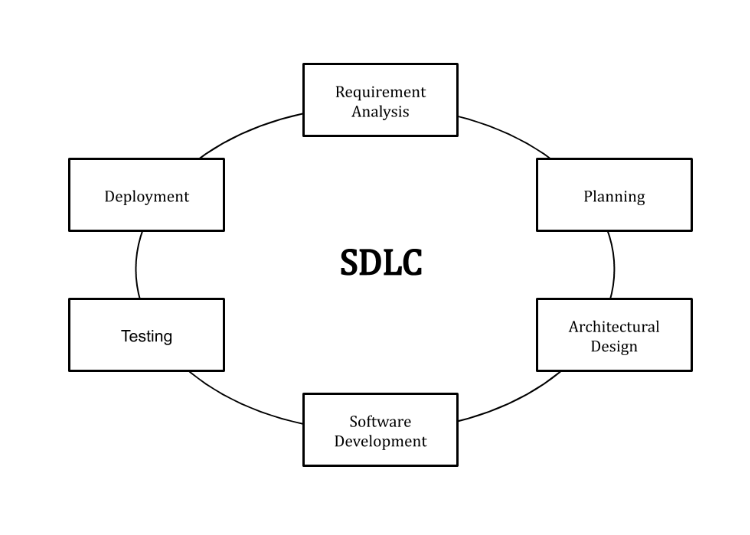 Requirement
Analysis
Deployment
Planning
SDLC
Testing
Architectural
Design
Software
Development